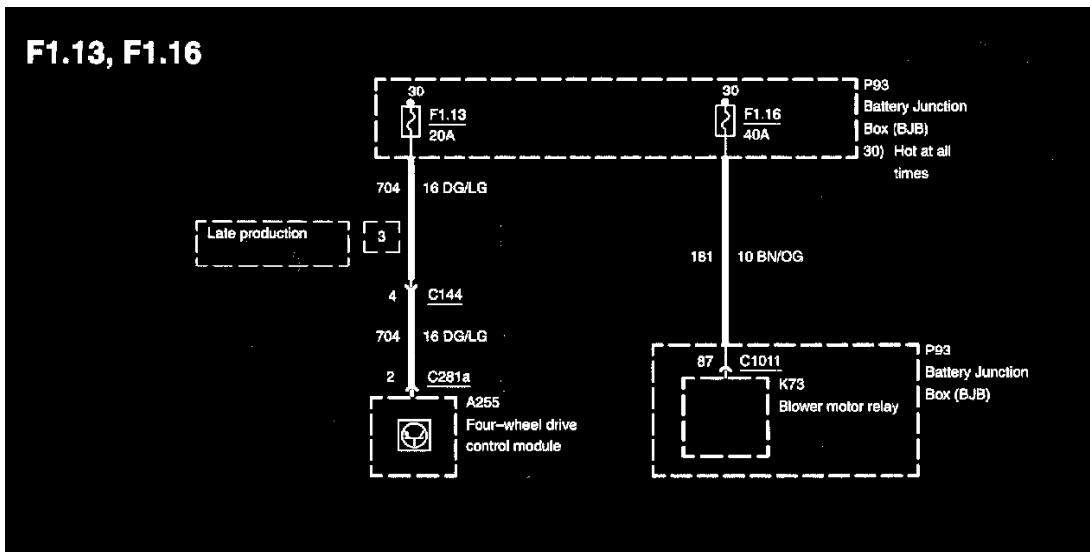 F1.13, F1.16
30
F1.13
20A
30
F1.16
40A
P93
Battery Junction
Box (BJB)
30) Hot at all
times
704 16 DG/LG
Late production
3
181 10 BN/OG
4 C144
704 16 DG/LG
2 C281a
A255
Four-wheel drive
control module
87 C1011
K73
Blower motor relay
P93
Battery Junction
Box (BJB)